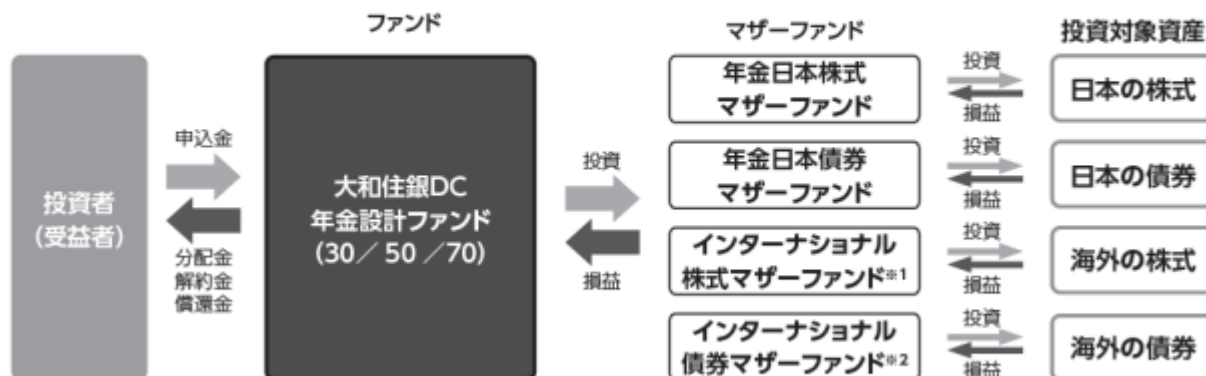 ファンド
マザーファンド
投資対象資産
投資者
(受益者)
申込金
分配金
解約金
償還金
大和住銀DC
年金設計ファンド
(30／50／70)
投資
損益
年金日本株式
マザーファンド
投資
損益
日本の株式
年金日本債券
マザーファンド
投資
損益
日本の債券
インターナショナル
株式マザーファンド※1
投資
損益
海外の株式
インターナショナル
債券マザーファンド※2
投資
損益
海外の債券